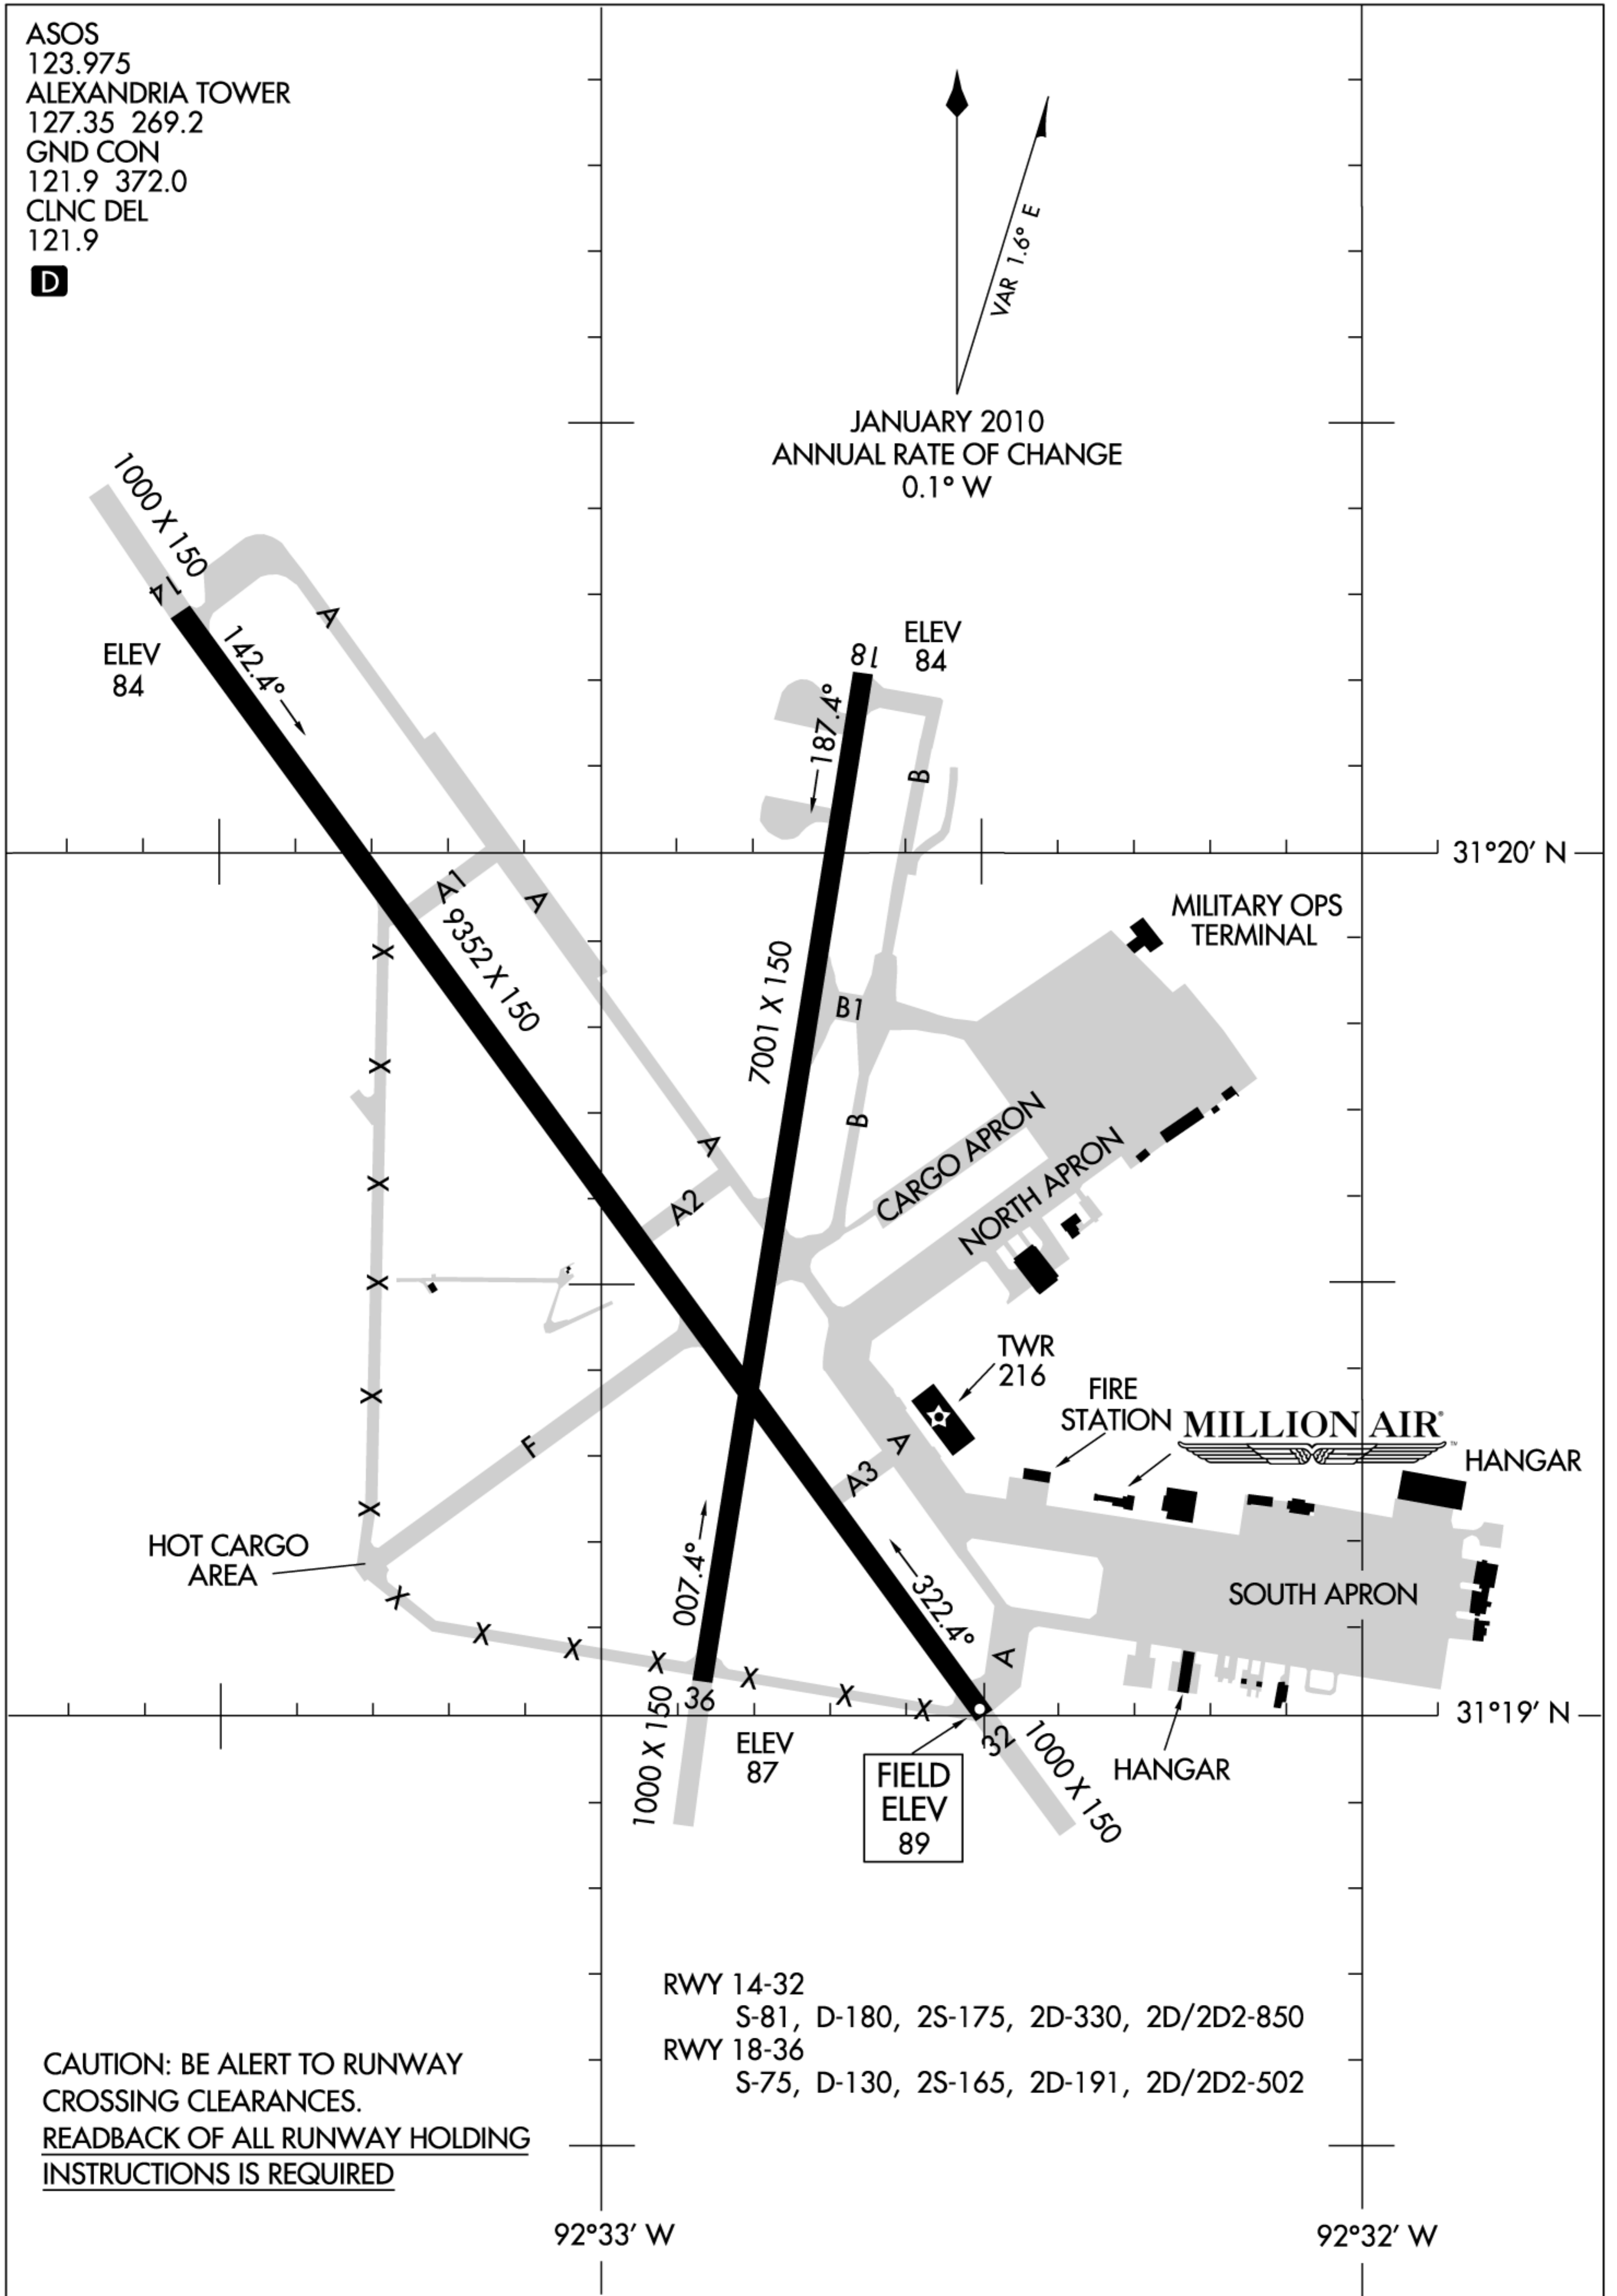 ASOS
123.975
ALEXANDRIA TOWER
127.35 269.2
GND CON
121.9 372.0
CLNC DEL
121.9
D
VAR 1.6° E
JANUARY 2010
ANNUAL RATE OF CHANGE
0.1° W
1000 X 150
14
ELEV
84
142.4°
A
ELEV
84
18
187.4°
B
31°20' N
A1
A
9352 X 150
MILITARY OPS
TERMINAL
X
7001 X 150
B1
X
B
CARGO APRON
NORTH APRON
A
X
A2
X
TWR
216
FIRE
STATION
MILLION AIR®
™
HANGAR
X
F
A
A3
X
HOT CARGO
AREA
007.4°
322.4°
SOUTH APRON
X
X
X
X
X
X
X
A
36
1000 X 150
ELEV
87
FIELD
ELEV
89
32
1000 X 150
HANGAR
31°19' N
RWY 14-32
S-81, D-180, 2S-175, 2D-330, 2D/2D2-850
RWY 18-36
S-75, D-130, 2S-165, 2D-191, 2D/2D2-502
CAUTION: BE ALERT TO RUNWAY
CROSSING CLEARANCES.
READBACK OF ALL RUNWAY HOLDING
INSTRUCTIONS IS REQUIRED
92°33' W
92°32' W